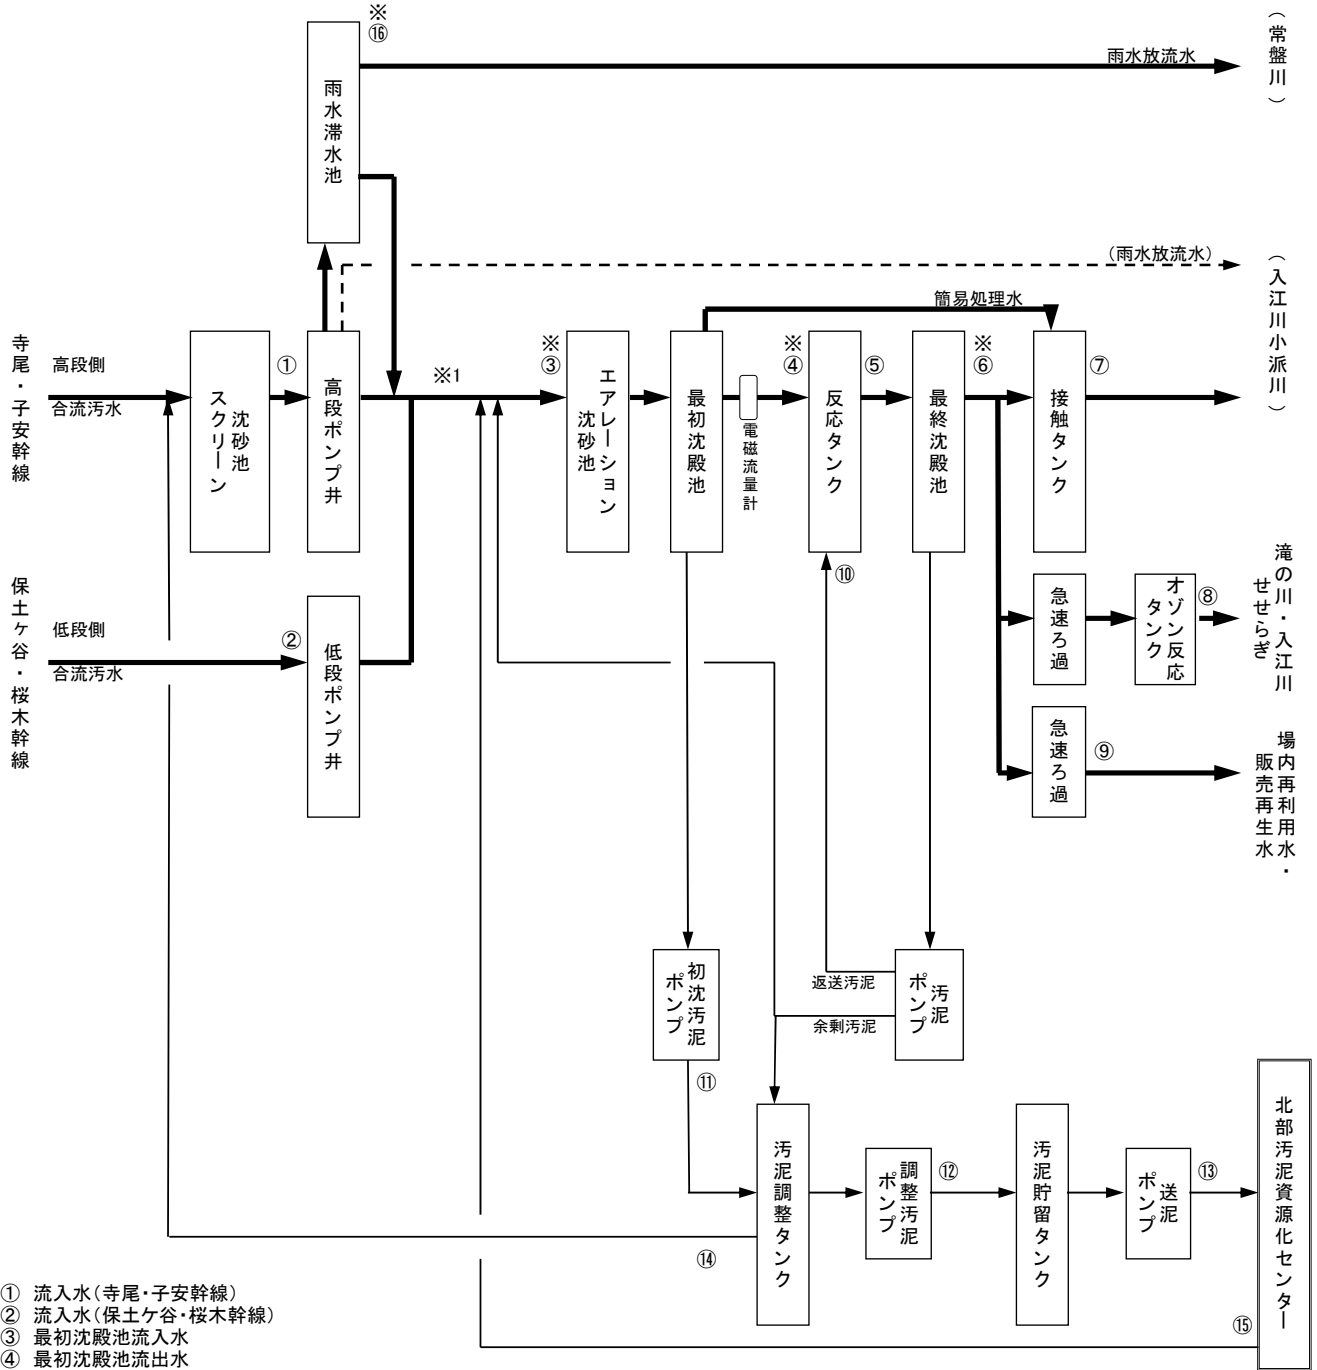 ※
⑯
雨水滞水池
雨水放流水
（常盤川）
（雨水放流水）
（入江川小派川）
簡易処理水
寺尾・子安幹線
高段側
合流汚水
沈砂池
スクリーン
①
高段ポンプ井
※1
※
③
エアレーション
沈砂池
最初沈殿池
電磁流量計
※
④
反応タンク
⑤
最終沈殿池
※
⑥
接触タンク
⑦
保土ヶ谷・桜木幹線
低段側
合流汚水
②
低段ポンプ井
⑩
急速ろ過
オゾン反応
タンク
⑧
滝の川・入江川
せせらぎ
急速ろ過
⑨
場内再利用水・
販売再生水
初沈汚泥
ポンプ
返送汚泥
余剰汚泥
汚泥
ポンプ
⑪
汚泥調整タンク
調整汚泥
ポンプ
⑫
汚泥貯留タンク
送泥
ポンプ
⑬
北部汚泥資源化センター
⑭
⑮
① 流入水（寺尾・子安幹線）
② 流入水（保土ケ谷・桜木幹線）
③ 最初沈殿池流入水
④ 最初沈殿池流出水